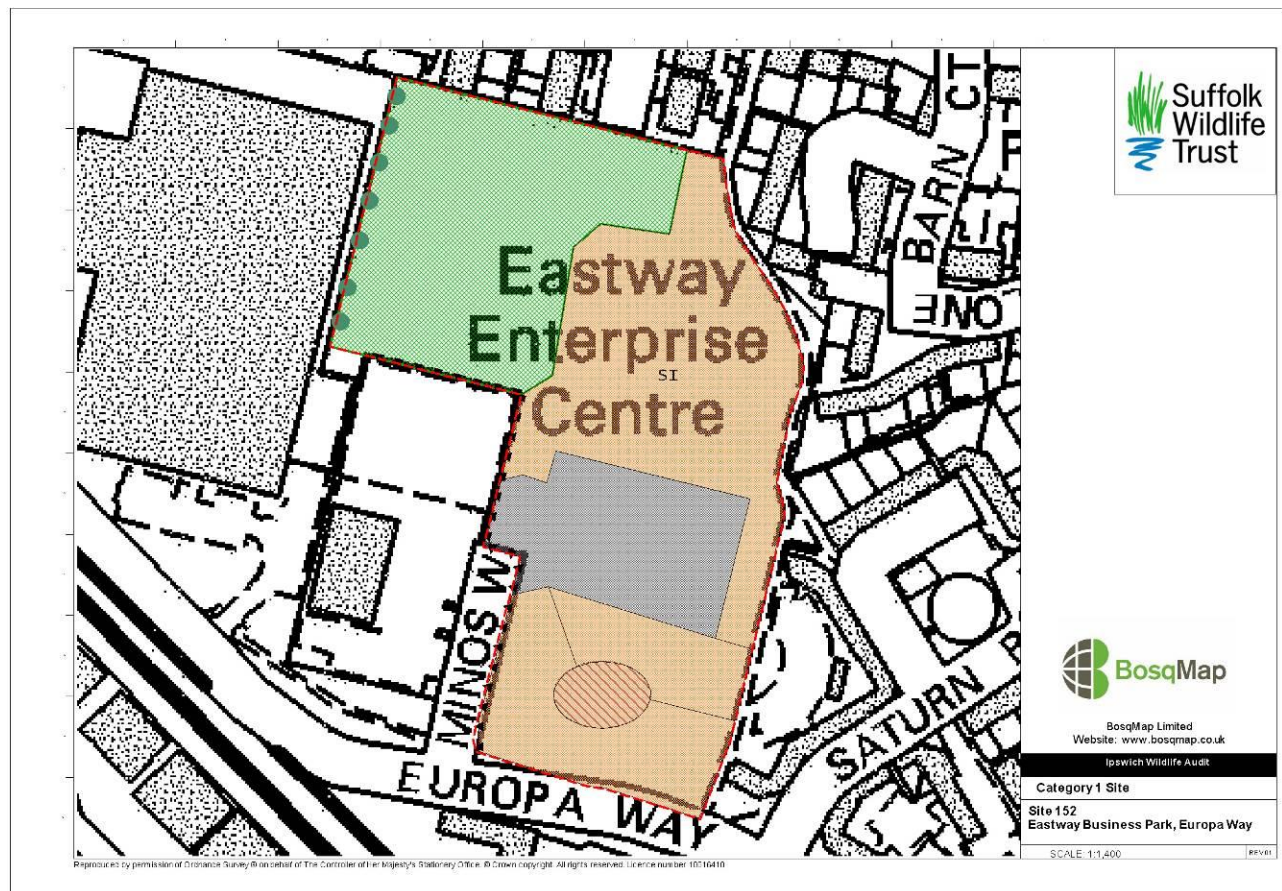 Suffolk
Wildlife
Trust
BARN CT
ONE
Eastway
Enterprise
SI
Centre
MINOS W
EUROPA WAY
SATURN R
BosqMap
BosqMap Limited
Website: www.bosqmap.co.uk
Ipswich Wildlife Audit
Category 1 Site
Site 152
Eastway Business Park, Europa Way
SCALE: 1:1,400
REV01
Reproduced by permission of Ordnance Survey ® on behalf of The Controller of Her Majesty's Stationery Office. © Crown copyright. All rights reserved. Licence number 10016410